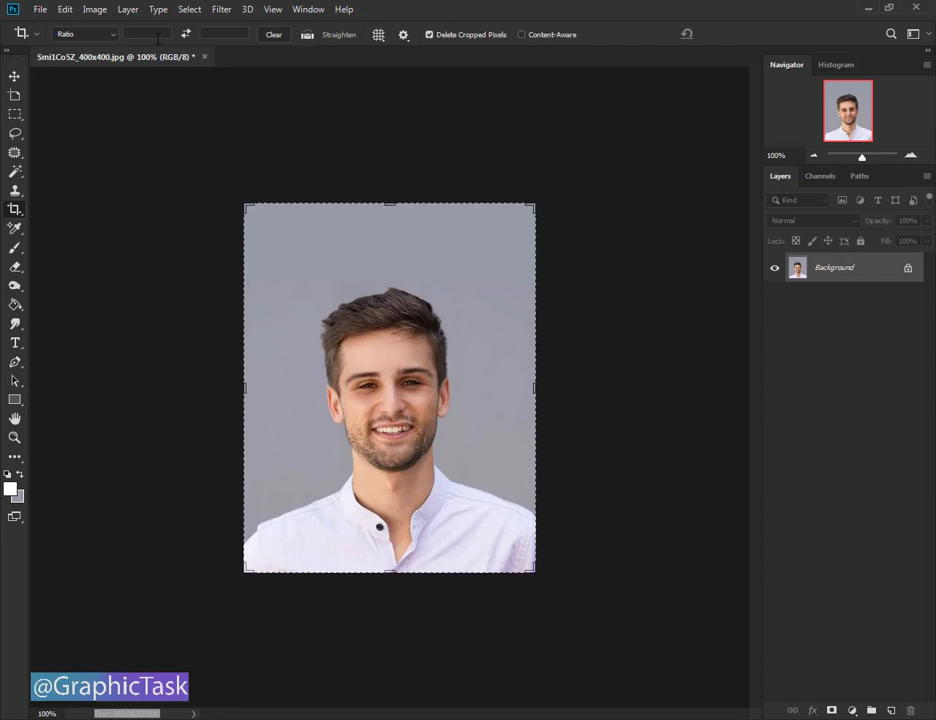 Ps File Edit Image Layer Type Select Filter 3D View Window Help
Ratio Clear Straighten Delete Cropped Pixels Content-Aware
Smi1Co5Z_400x400.jpg @ 100% (RGB/8) * ×
Navigator Histogram
100%
Layers Channels Paths
Kind
Normal Opacity: 100%
Lock: Fill: 100%
Background
@GraphicTask
100%